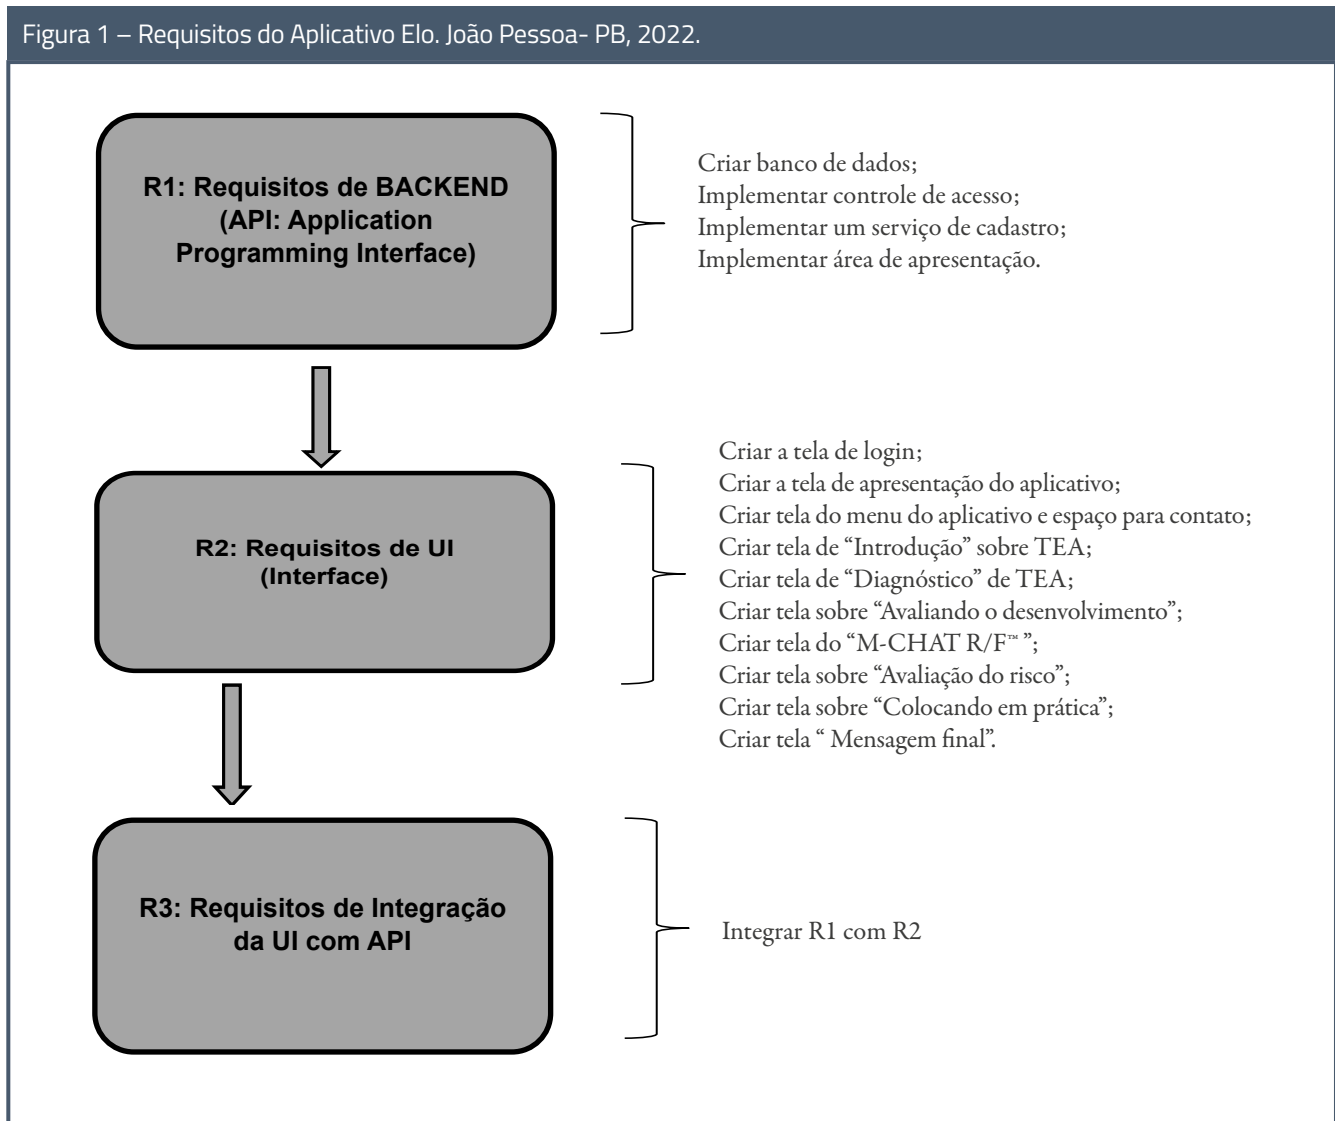 Figura 1 – Requisitos do Aplicativo Elo. João Pessoa- PB, 2022.
R1: Requisitos de BACKEND
(API: Application
Programming Interface)
Criar banco de dados;
Implementar controle de acesso;
Implementar um serviço de cadastro;
Implementar área de apresentação.
R2: Requisitos de UI
(Interface)
Criar a tela de login;
Criar a tela de apresentação do aplicativo;
Criar tela do menu do aplicativo e espaço para contato;
Criar tela de “Introdução” sobre TEA;
Criar tela de “Diagnóstico” de TEA;
Criar tela sobre “Avaliando o desenvolvimento”;
Criar tela do “M-CHAT R/F™ ”;
Criar tela sobre “Avaliação do risco”;
Criar tela sobre “Colocando em prática”;
Criar tela “ Mensagem final”.
R3: Requisitos de Integração
da UI com API
Integrar R1 com R2